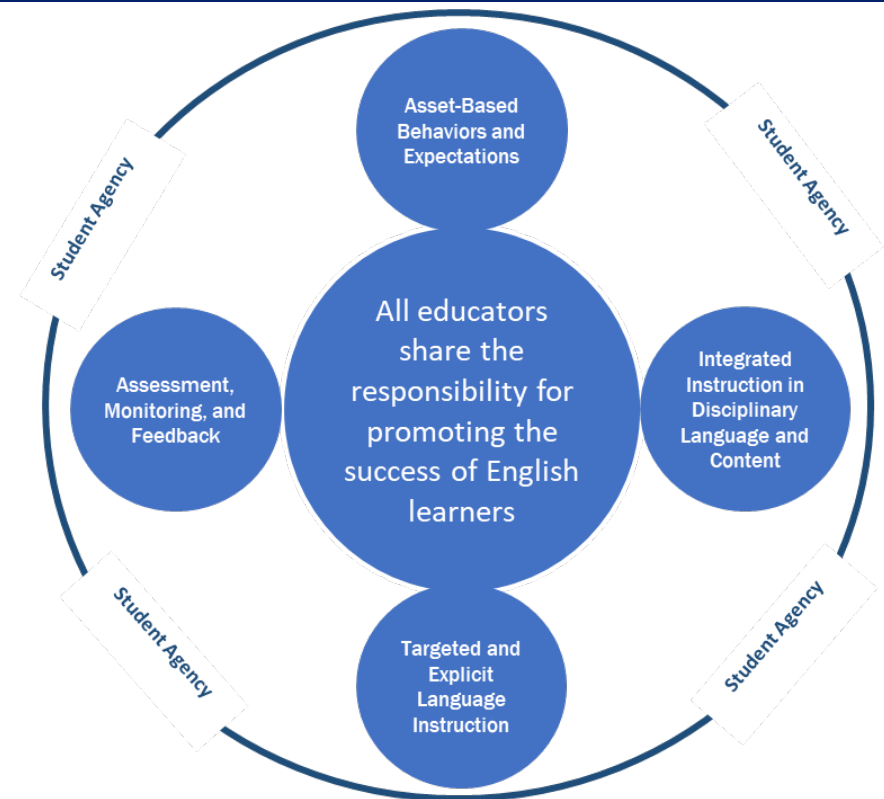 Asset-Based
Behaviors and
Expectations
Student Agency
Student Agency
All educators
share the
responsibility for
promoting the
success of English
learners
Assessment,
Monitoring, and
Feedback
Integrated
Instruction in
Disciplinary
Language and
Content
Student Agency
Student Agency
Targeted and
Explicit
Language
Instruction